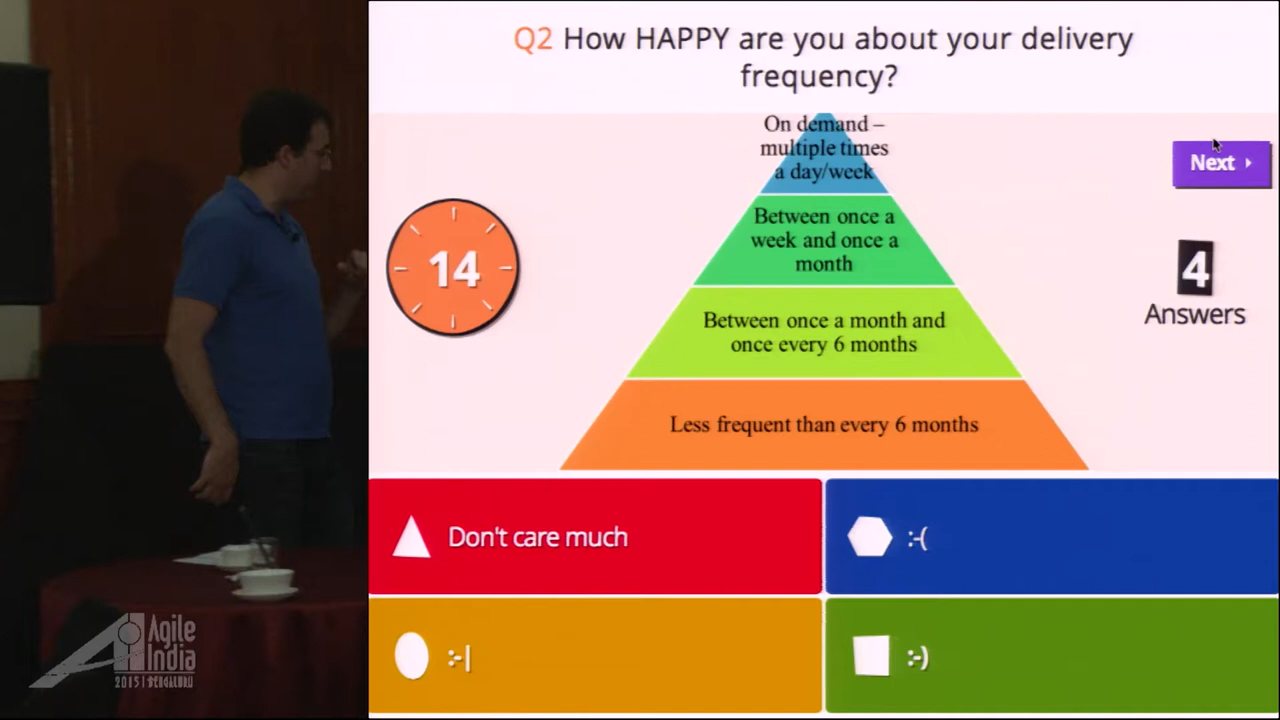 Q2 How HAPPY are you about your delivery
frequency?
On demand –
multiple times
a day/week
Next
Between once a
week and once a
month
14
4
Answers
Between once a month and
once every 6 months
Less frequent than every 6 months
Don't care much
:-(
:-|
:-)
Agile
India
2015 | BENGALURU